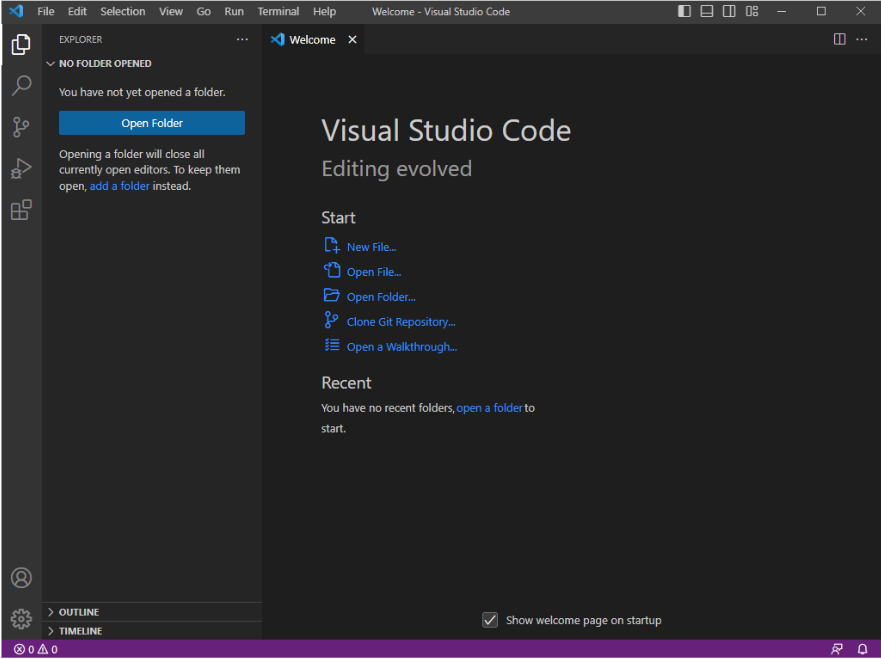 File Edit Selection View Go Run Terminal Help Welcome - Visual Studio Code
EXPLORER
Welcome
NO FOLDER OPENED
You have not yet opened a folder.
Open Folder
Opening a folder will close all
currently open editors. To keep them
open, add a folder instead.
Visual Studio Code
Editing evolved
Start
New File...
Open File...
Open Folder...
Clone Git Repository...
Open a Walkthrough...
Recent
You have no recent folders, open a folder to
start.
OUTLINE
TIMELINE
Show welcome page on startup
0 0